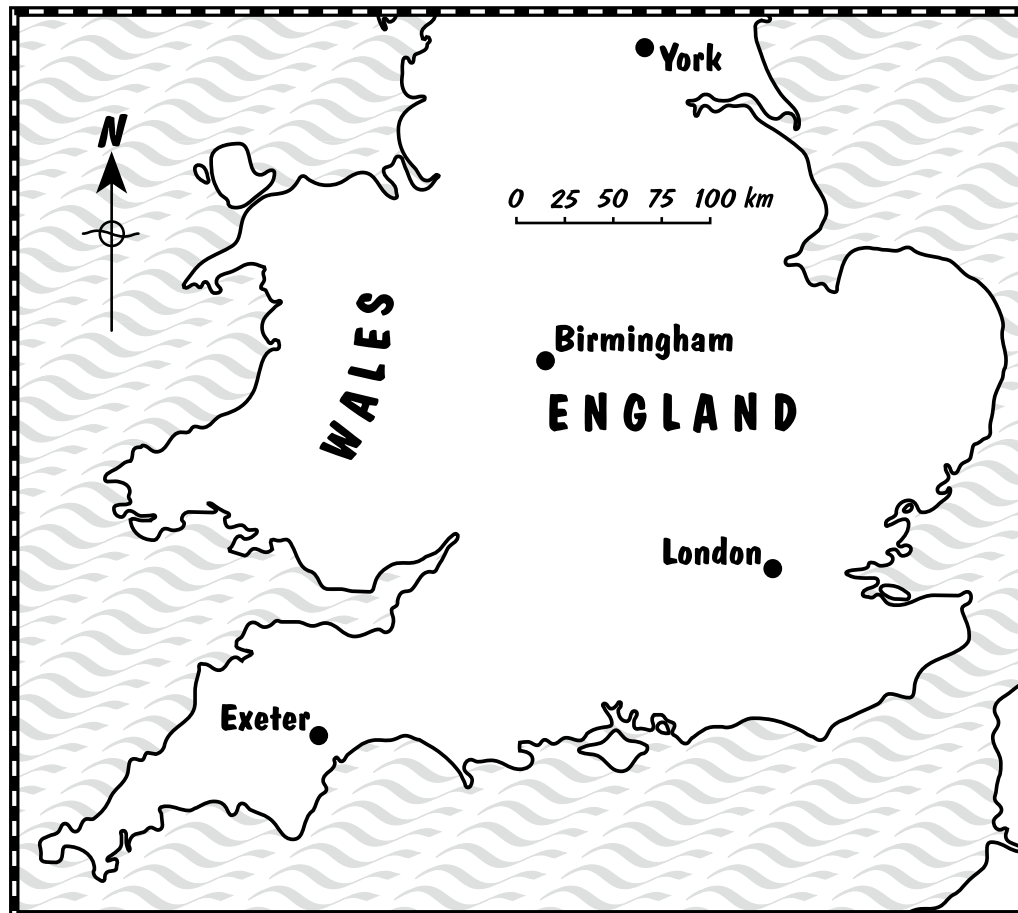 York
N
0 25 50 75 100 km
WALES
Birmingham
ENGLAND
London
Exeter